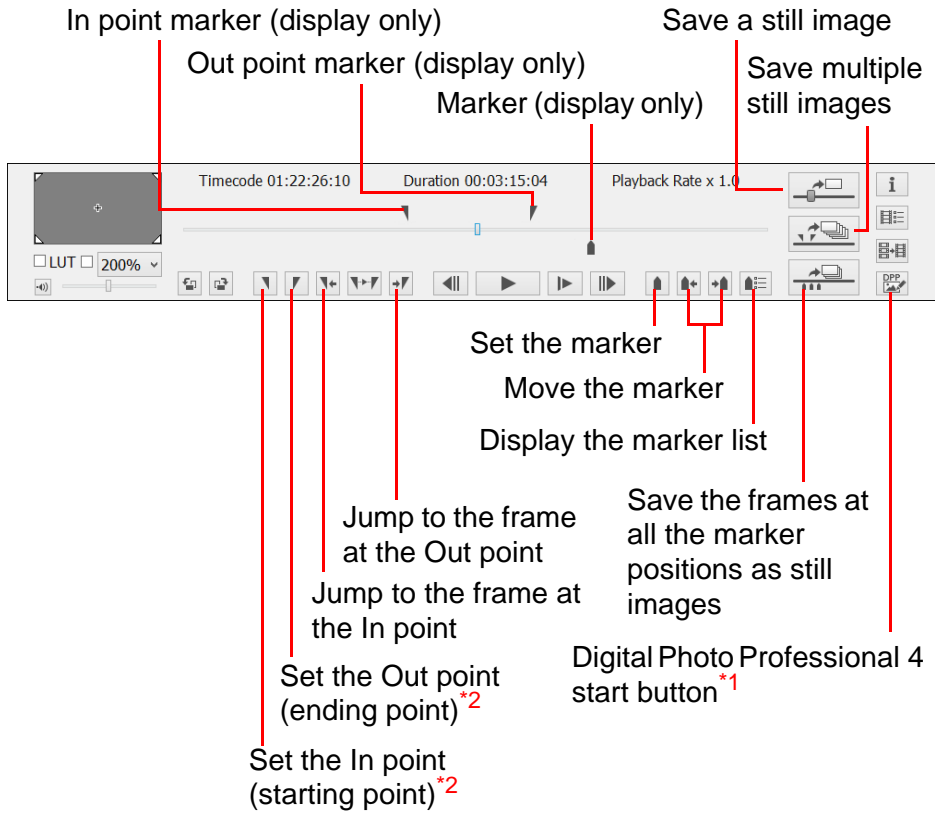 In point marker (display only)
Save a still image
Out point marker (display only)
Save multiple
still images
Marker (display only)
Timecode 01:22:26:10
Duration 00:03:15:04
Playback Rate x 1.0
i
LUT
200%
DPP
Set the marker
Move the marker
Display the marker list
Save the frames at
all the marker
positions as still
images
Jump to the frame
at the Out point
Jump to the frame at
the In point
Digital Photo Professional 4
start button*1
Set the Out point
(ending point)*2
Set the In point
(starting point)*2